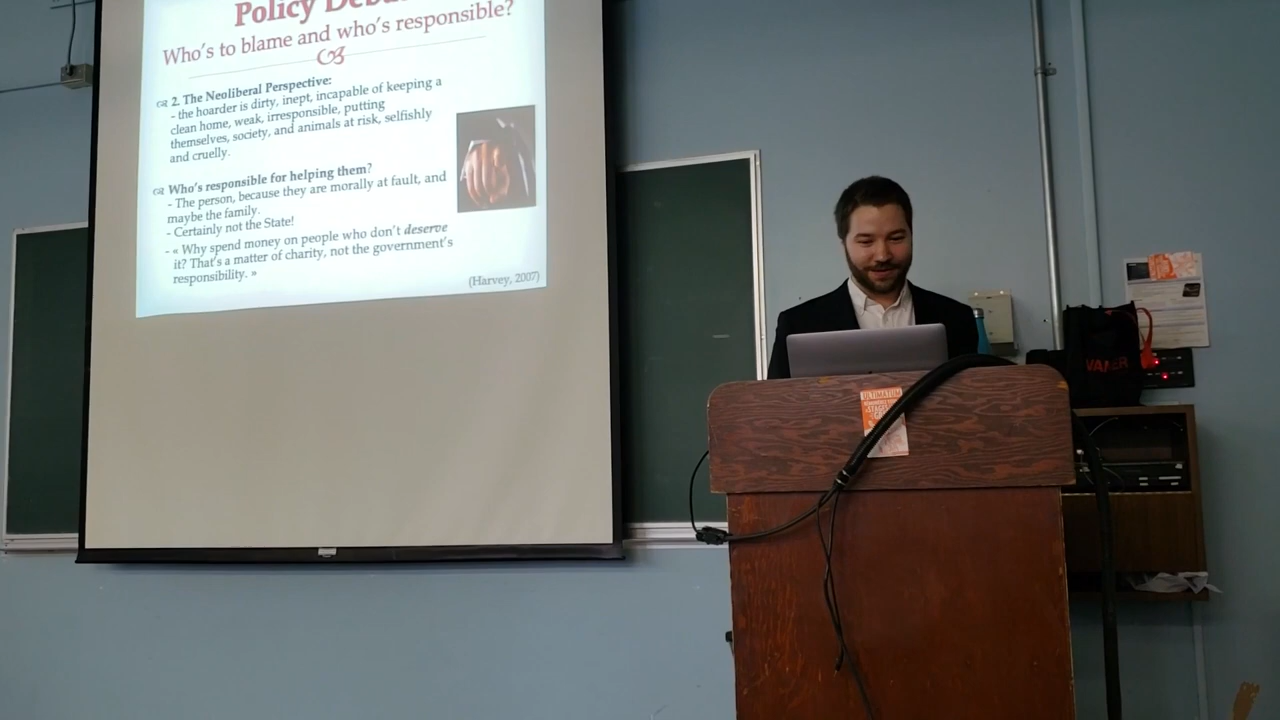 Policy
Who's to blame and who's responsible?
2. The Neoliberal Perspective:
- the hoarder is dirty, inept, incapable of keeping a
clean home, weak, irresponsible, putting
themselves, society, and animals at risk, selfishly
and cruelly.
Who's responsible for helping them?
- The person, because they are morally at fault, and
maybe the family.
- Certainly not the State!
- « Why spend money on people who don't deserve
it? That's a matter of charity, not the government's
responsibility. »
(Harvey, 2007)
ULTIMATUM